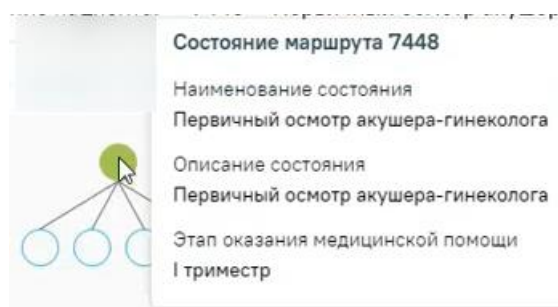 Состояние маршрута 7448
Наименование состояния
Первичный осмотр акушера-гинеколога
Описание состояния
Первичный осмотр акушера-гинеколога
Этап оказания медицинской помощи
I триместр